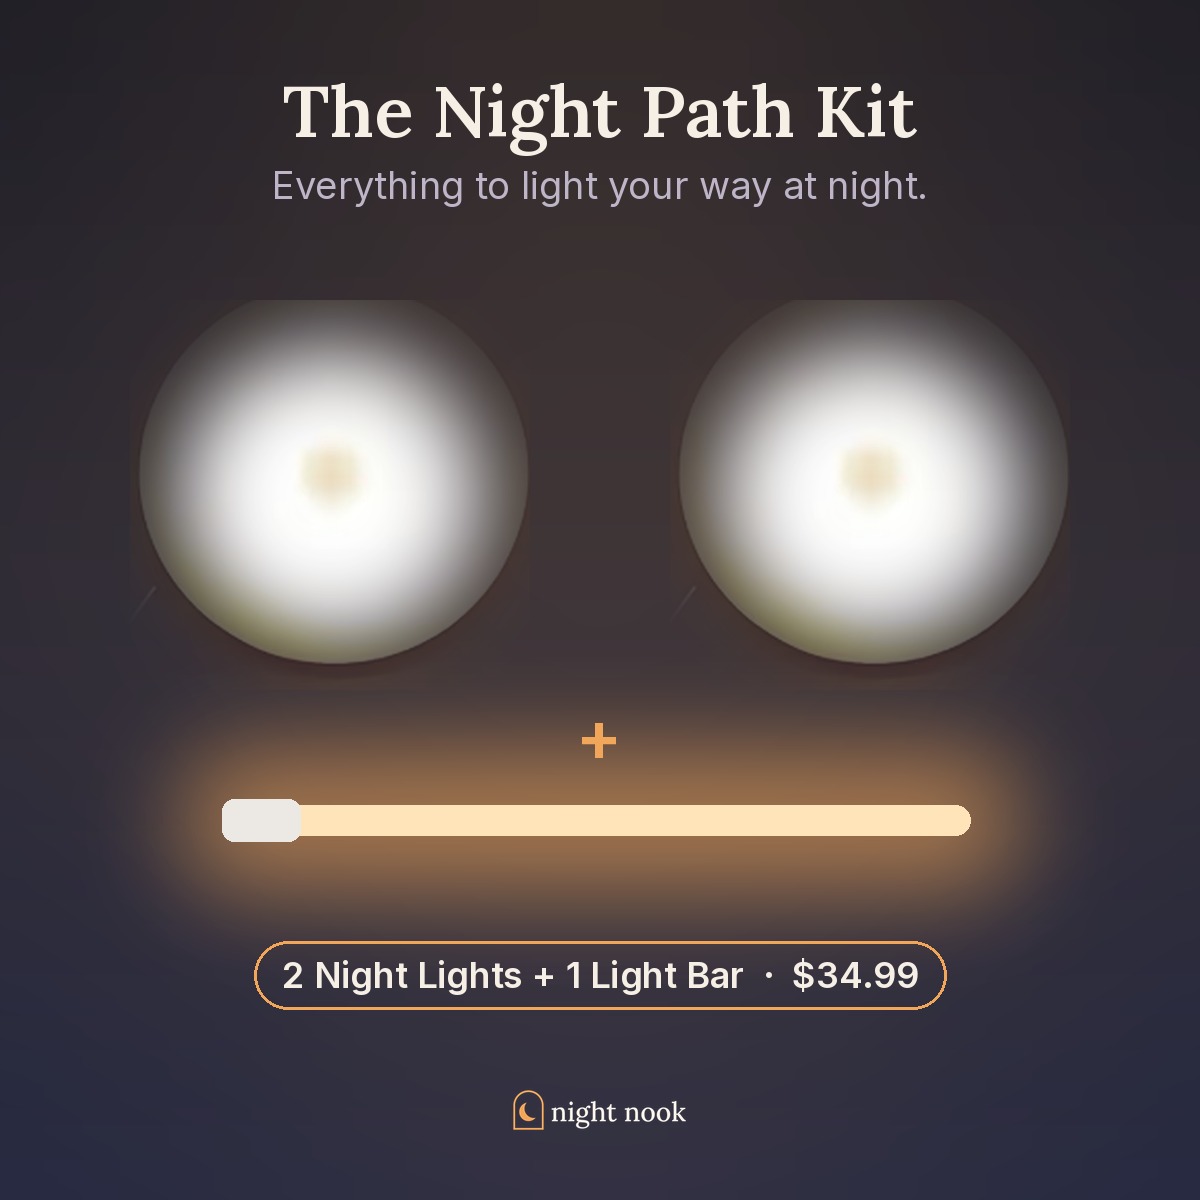 The Night Path Kit
Everything to light your way at night.
+
2 Night Lights + 1 Light Bar · $34.99
night nook